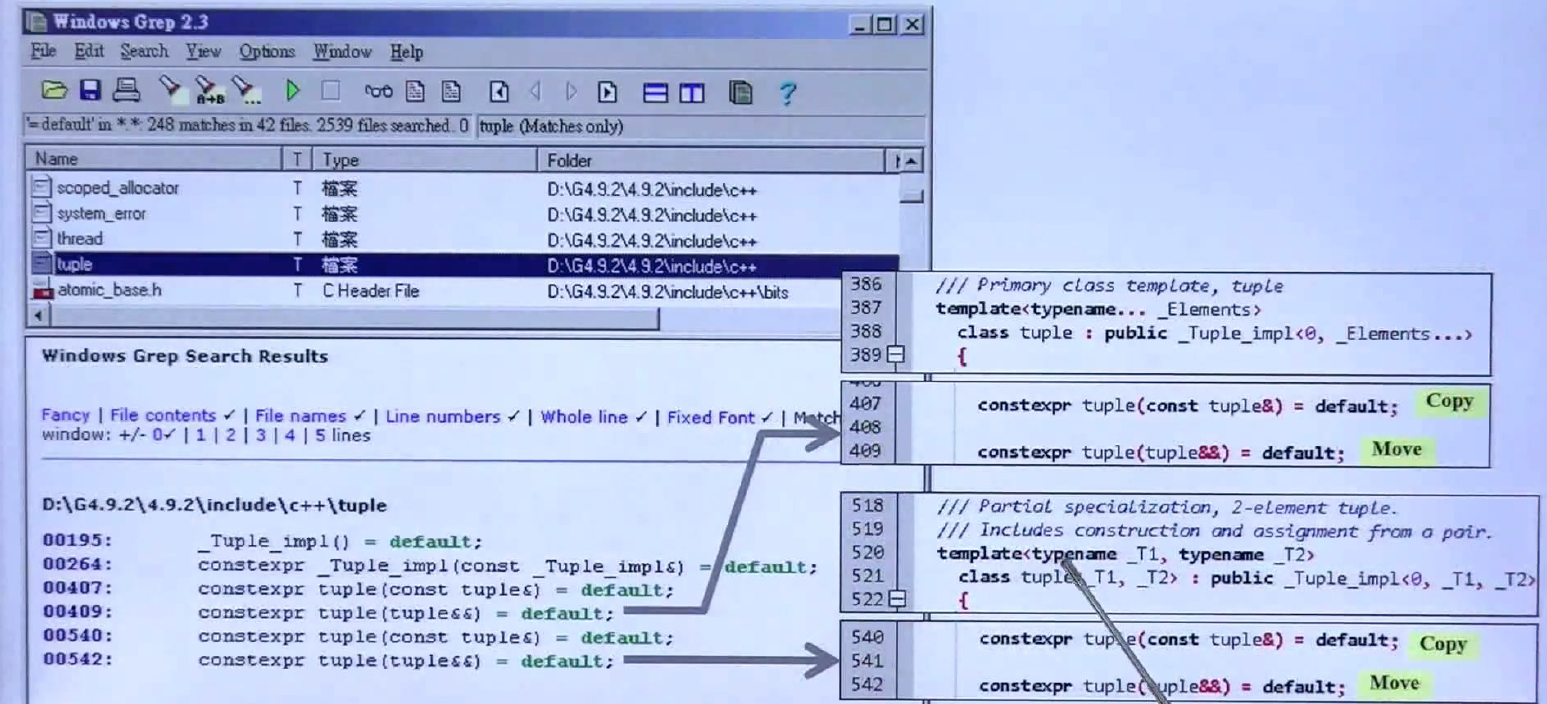 Windows Grep 2.3
File Edit Search View Options Window Help
A→B
'= default' in *.*: 248 matches in 42 files. 2539 files searched. 0 tuple (Matches only)
Name T Type Folder
scoped_allocator T 檔案 D:\G4.9.2\4.9.2\include\c++
system_error T 檔案 D:\G4.9.2\4.9.2\include\c++
thread T 檔案 D:\G4.9.2\4.9.2\include\c++
tuple T 檔案 D:\G4.9.2\4.9.2\include\c++
atomic_base.h T C Header File D:\G4.9.2\4.9.2\include\c++\bits
Windows Grep Search Results
Fancy | File contents ✓ | File names ✓ | Line numbers ✓ | Whole line ✓ | Fixed Font ✓ | Match
window: +/- 0✓ | 1 | 2 | 3 | 4 | 5 lines
D:\G4.9.2\4.9.2\include\c++\tuple
00195: _Tuple_impl() = default;
00264: constexpr _Tuple_impl(const _Tuple_impl&) = default;
00407: constexpr tuple(const tuple&) = default;
00409: constexpr tuple(tuple&&) = default;
00540: constexpr tuple(const tuple&) = default;
00542: constexpr tuple(tuple&&) = default;
386 /// Primary class template, tuple
387 template<typename... _Elements>
388 class tuple : public _Tuple_impl<0, _Elements...>
389 {
407 constexpr tuple(const tuple&) = default; Copy
408
409 constexpr tuple(tuple&&) = default; Move
518 /// Partial specialization, 2-element tuple.
519 /// Includes construction and assignment from a pair.
520 template<typename _T1, typename _T2>
521 class tuple<_T1, _T2> : public _Tuple_impl<0, _T1, _T2>
522 {
540 constexpr tuple(const tuple&) = default; Copy
541
542 constexpr tuple(tuple&&) = default; Move